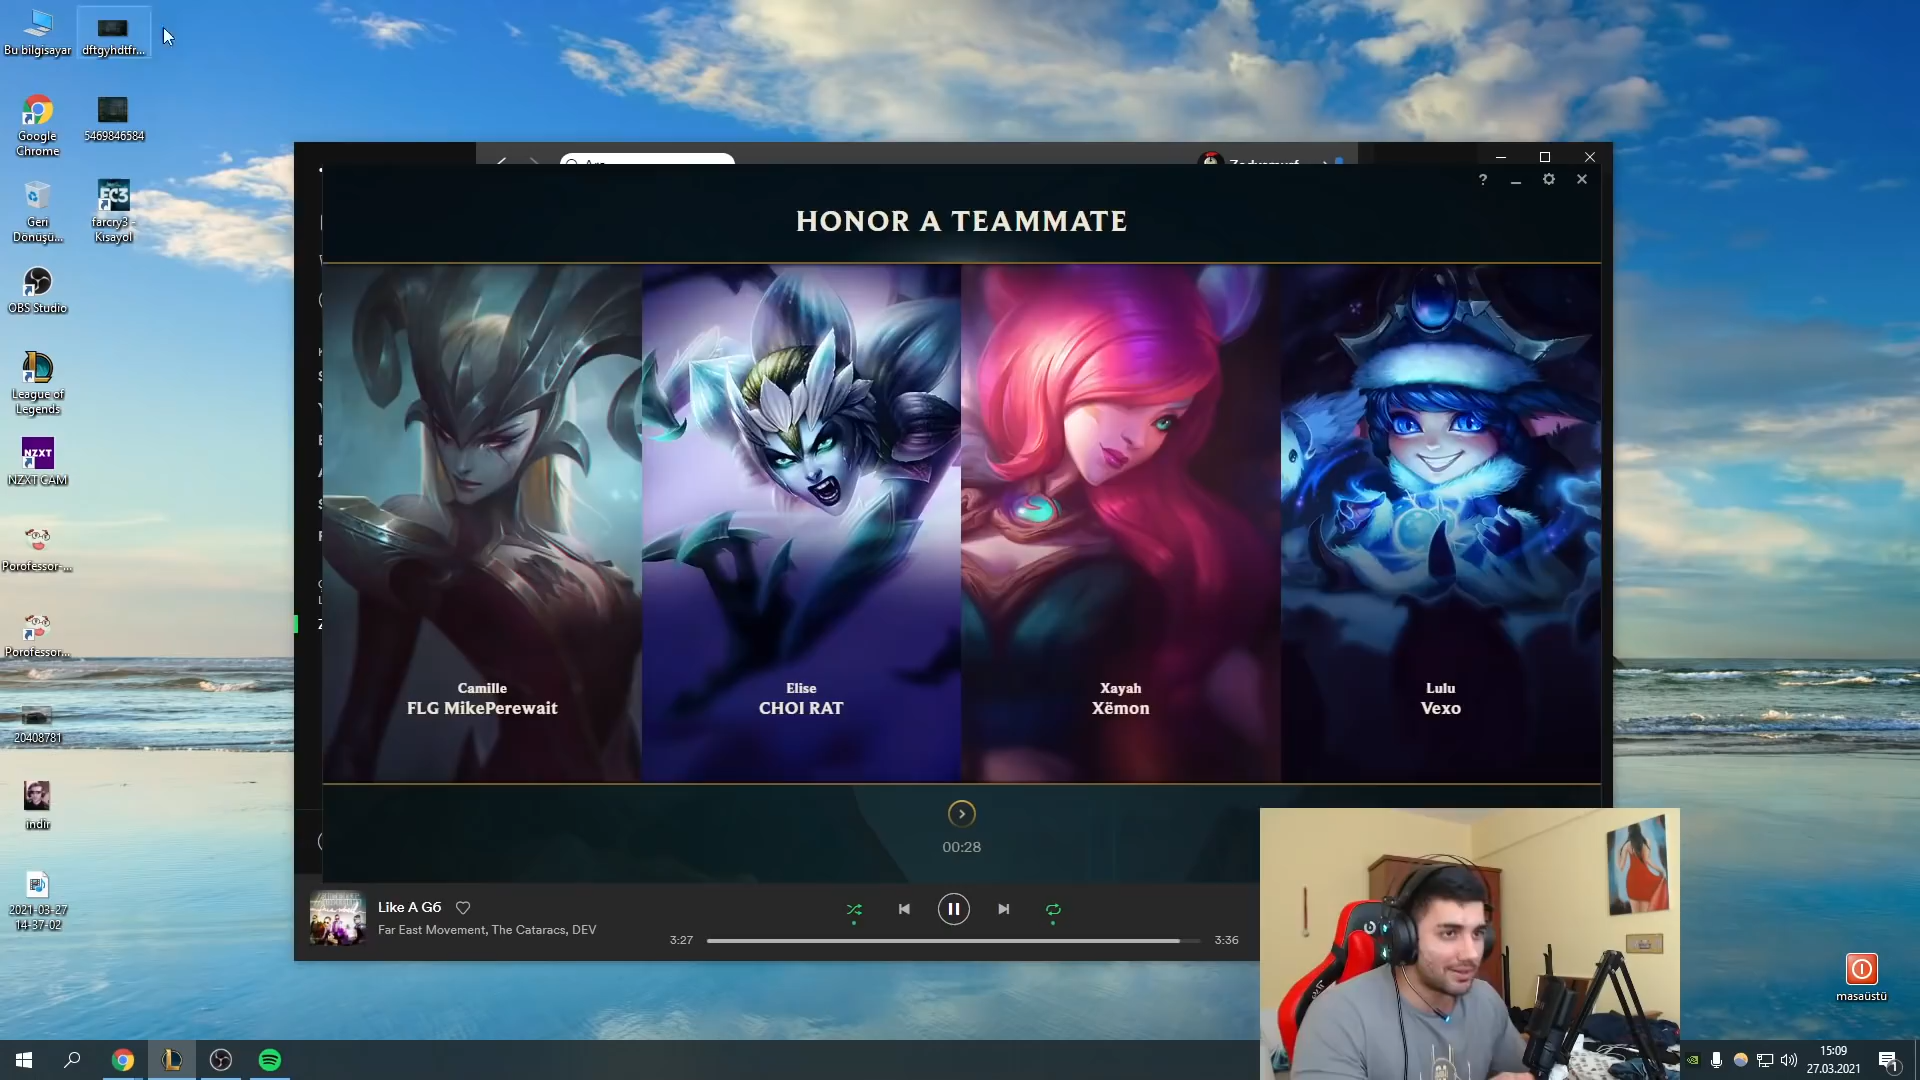 Bu bilgisayar
dftgyhdtfr...
Google
Chrome
5469846584
Geri
Dönüşü...
FC3
farcry3 -
Kısayol
OBS Studio
League of
Legends
NZXT
NZXT CAM
Porofessor-...
Porofessor...
20408781
indir
2021-03-27
14-37-02
HONOR A TEAMMATE
?
Camille
FLG MikePerewait
Elise
CHOI RAT
Xayah
Xëmon
Lulu
Vexo
00:28
Like A G6
Far East Movement, The Cataracs, DEV
3:27
3:36
masaüstü
15:09
27.03.2021
1